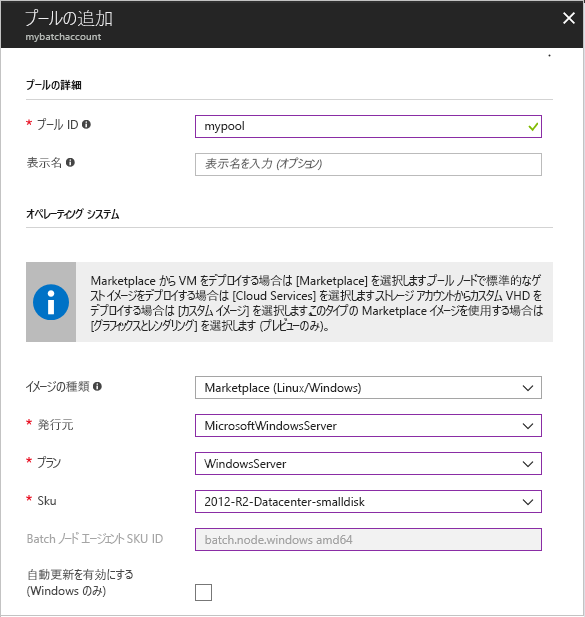 プールの追加
mybatchaccount
プールの詳細
* プール ID
mypool
表示名
表示名を入力 (オプション)
オペレーティング システム
Marketplace から VM をデプロイする場合は [Marketplace] を選択します。プール ノードで標準的なゲ
スト イメージをデプロイする場合は [Cloud Services] を選択します。ストレージ アカウントからカスタム VHD を
デプロイする場合は [カスタム イメージ] を選択します。このタイプの Marketplace イメージを使用する場合は
[グラフィックスとレンダリング] を選択します (プレビューのみ)。
イメージの種類
Marketplace (Linux/Windows)
* 発行元
MicrosoftWindowsServer
* プラン
WindowsServer
* Sku
2012-R2-Datacenter-smalldisk
Batch ノード エージェント SKU ID
batch.node.windows amd64
自動更新を有効にする
(Windows のみ)